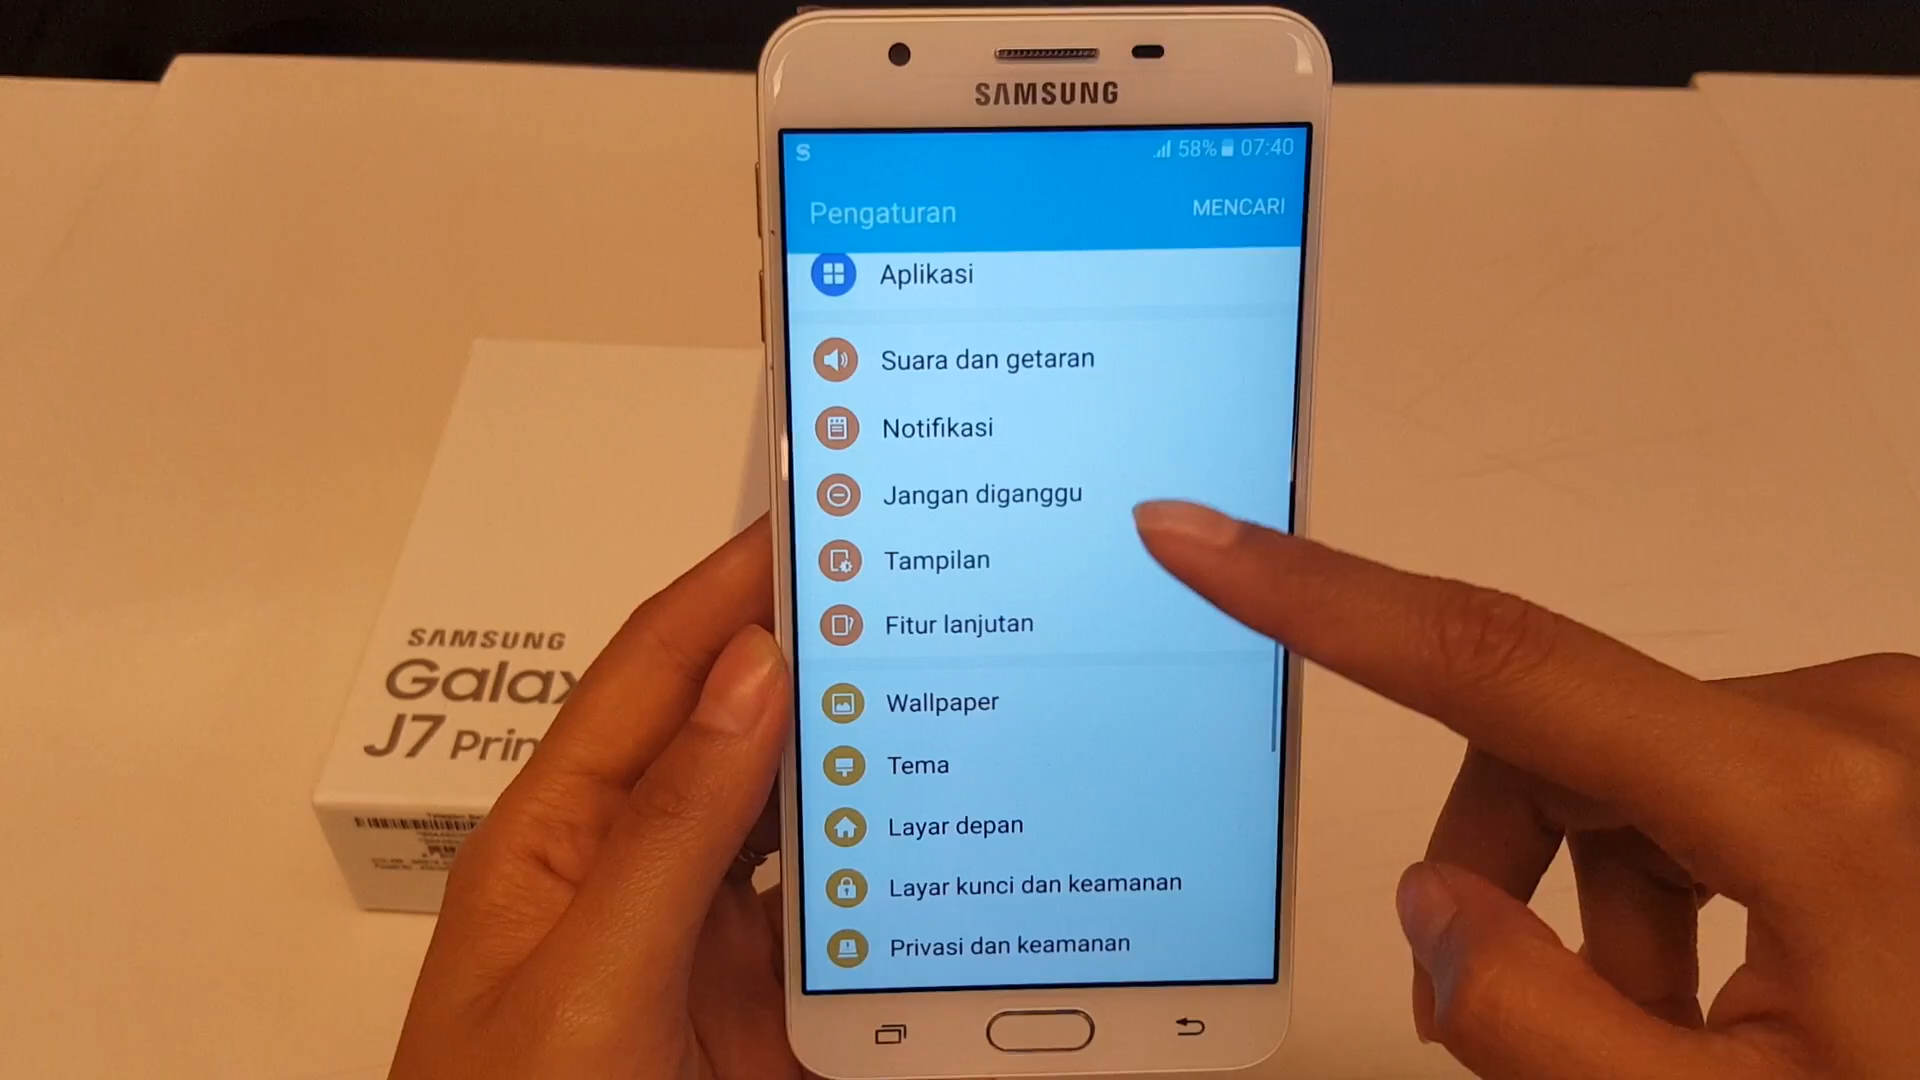 SAMSUNG
58% 07:40
Pengaturan
MENCARI
Aplikasi
Suara dan getaran
Notifikasi
Jangan diganggu
Tampilan
Fitur lanjutan
Wallpaper
Tema
Layar depan
Layar kunci dan keamanan
Privasi dan keamanan
SAMSUNG
Galax
J7 Prin